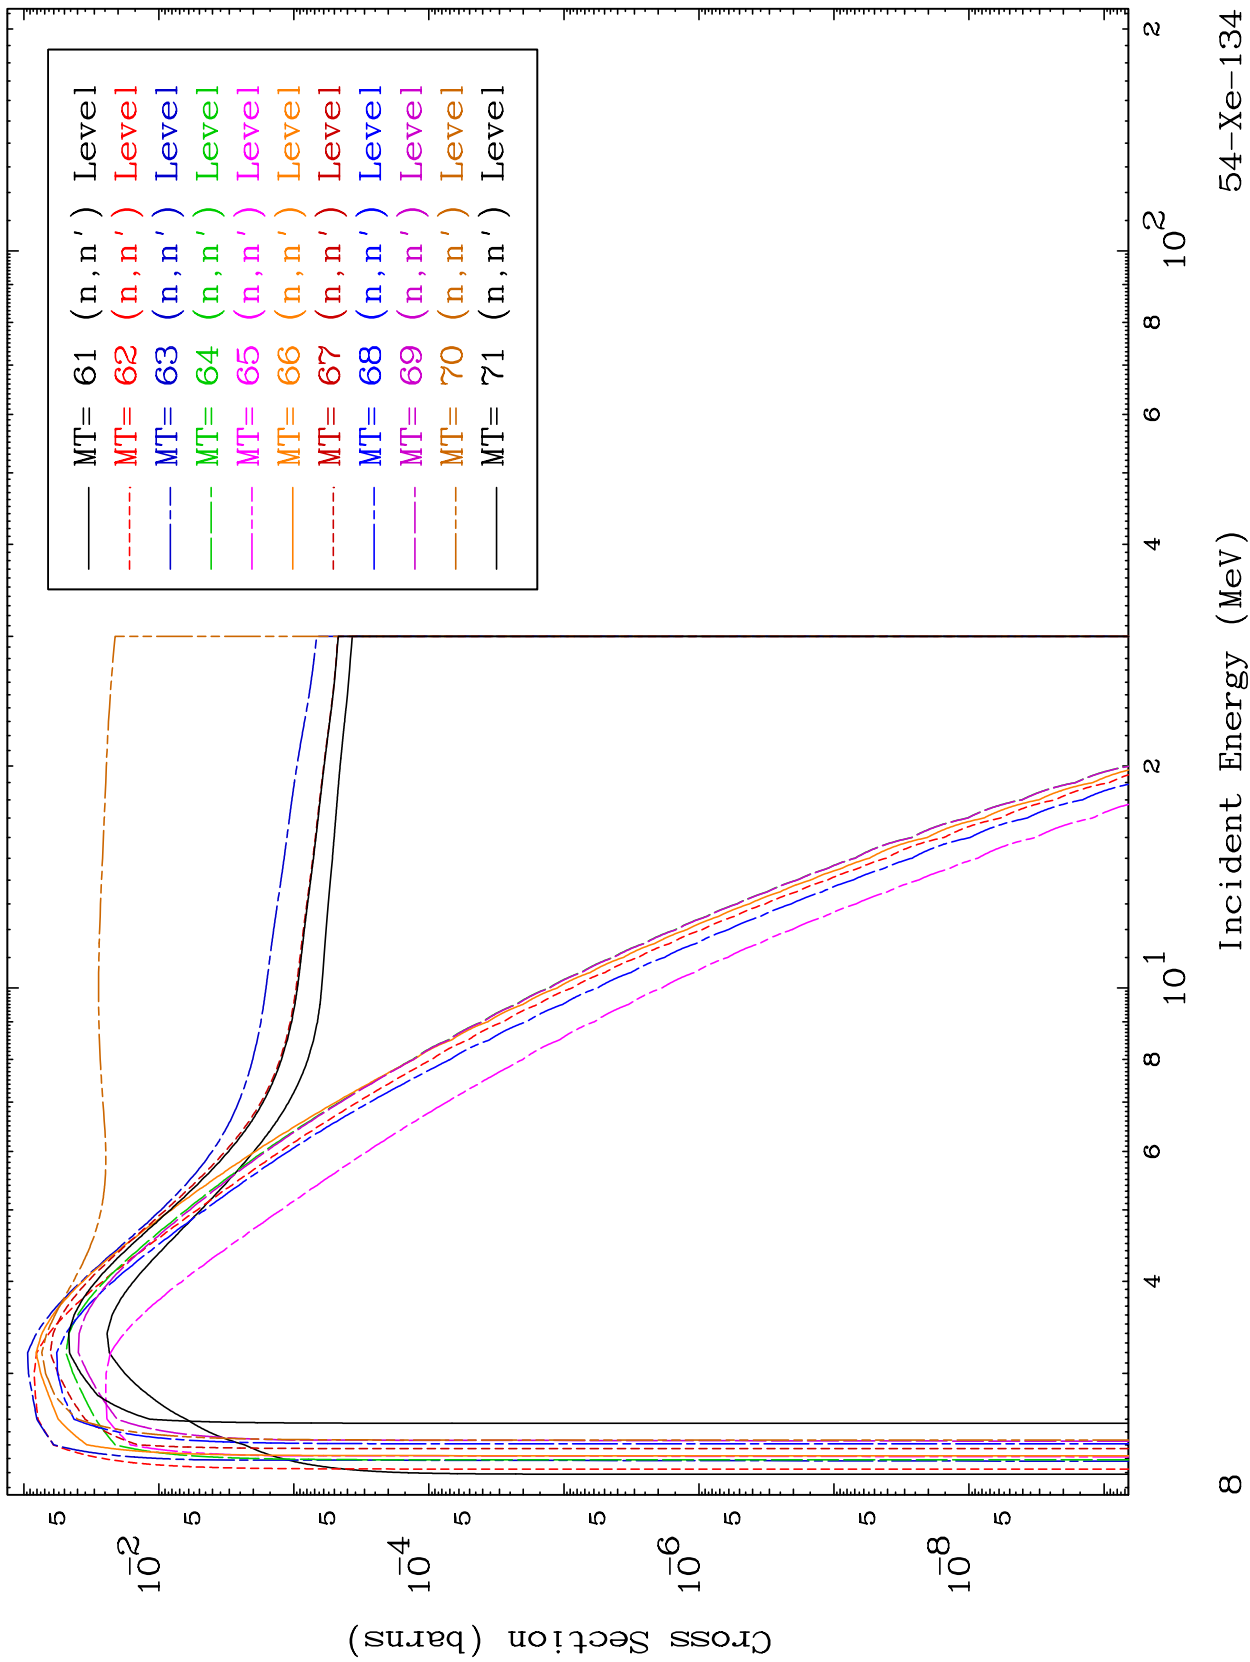 MT= 61 (n,n') Level
MT= 62 (n,n') Level
MT= 63 (n,n') Level
MT= 64 (n,n') Level
MT= 65 (n,n') Level
MT= 66 (n,n') Level
MT= 67 (n,n') Level
MT= 68 (n,n') Level
MT= 69 (n,n') Level
MT= 70 (n,n') Level
MT= 71 (n,n') Level
Cross Section (barns)
5
10-2
5
5
10-4
5
5
10-6
5
5
10-8
5
4 6 8 10 1 2 4 6 8 10 2 2
Incident Energy (MeV)
8
54-Xe-134